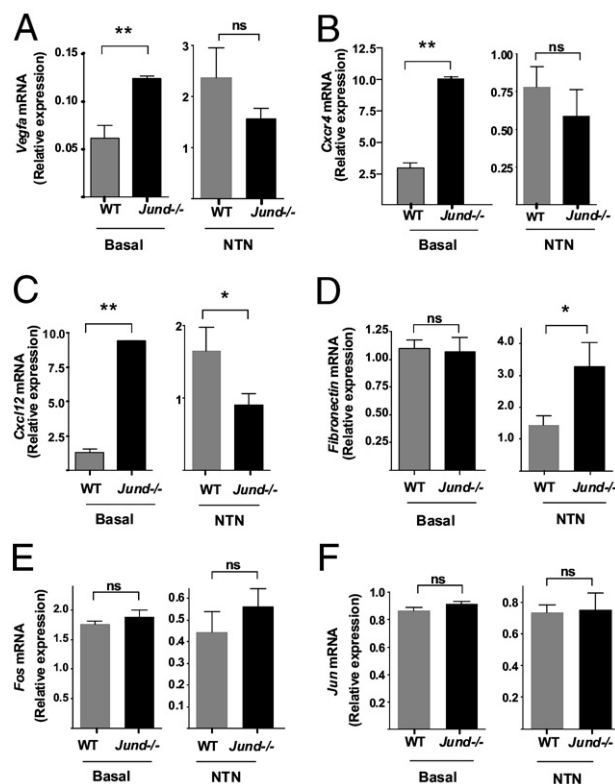 A
Vegfa mRNA
(Relative expression)
0.15
0.10
0.05
**
WT Jund-/-
Basal
3
2
1
ns
WT Jund-/-
NTN
B
Cxcr4 mRNA
(Relative expression)
10.0
7.5
5.0
2.5
**
WT Jund-/-
Basal
1.00
0.75
0.50
0.25
ns
WT Jund-/-
NTN
C
Cxcl12 mRNA
(Relative expression)
10.0
7.5
5.0
2.5
**
WT Jund-/-
Basal
2
1
*
WT Jund-/-
NTN
D
Fibronectin mRNA
(Relative expression)
1.25
1.00
0.75
0.50
0.25
ns
WT Jund-/-
Basal
4.0
3.0
2.0
1.0
*
WT Jund-/-
NTN
E
Fos mRNA
(Relative expression)
2.0
1.5
1.0
0.5
ns
WT Jund-/-
Basal
0.6
0.5
0.4
0.3
0.2
0.1
ns
WT Jund-/-
NTN
F
Jun mRNA
(Relative expression)
0.8
0.6
0.4
0.2
ns
WT Jund-/-
Basal
0.8
0.6
0.4
0.2
ns
WT Jund-/-
NTN